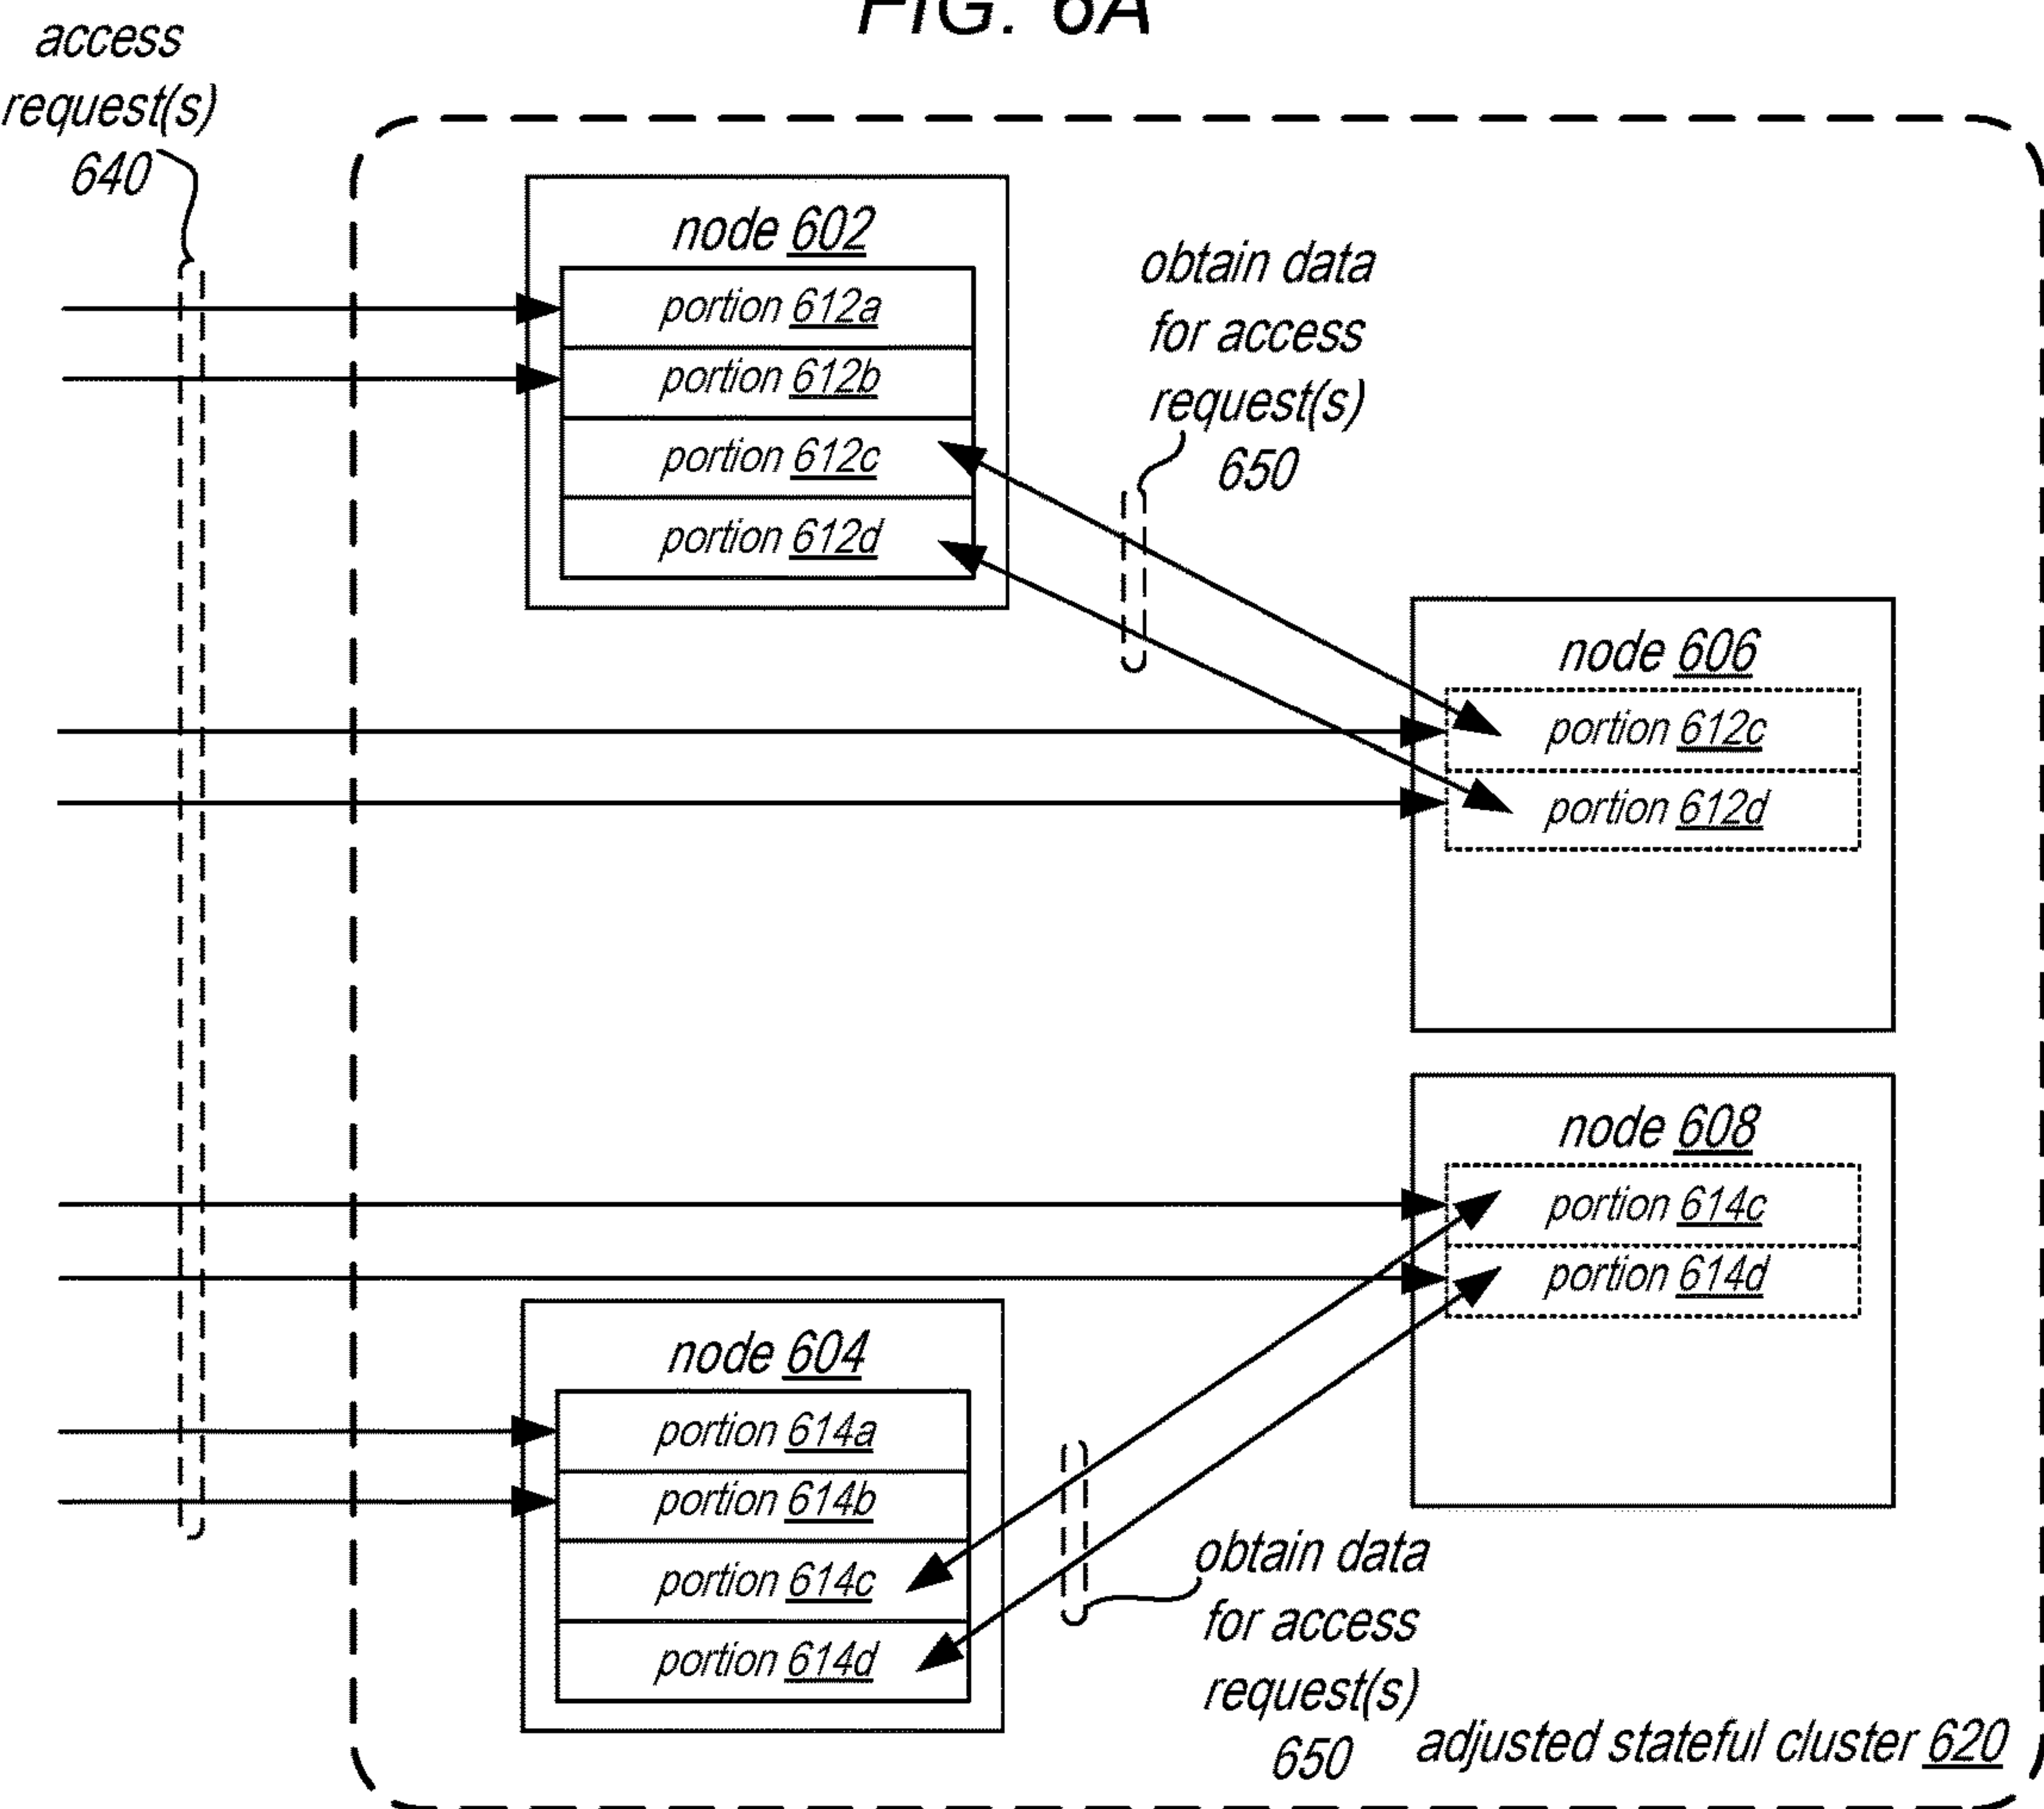 FIG. 6A
access
request(s)
640
node 602
portion 612a
portion 612b
portion 612c
portion 612d
obtain data
for access
request(s)
650
node 606
portion 612c
portion 612d
node 608
portion 614c
portion 614d
node 604
portion 614a
portion 614b
portion 614c
portion 614d
obtain data
for access
request(s)
650
adjusted stateful cluster 620